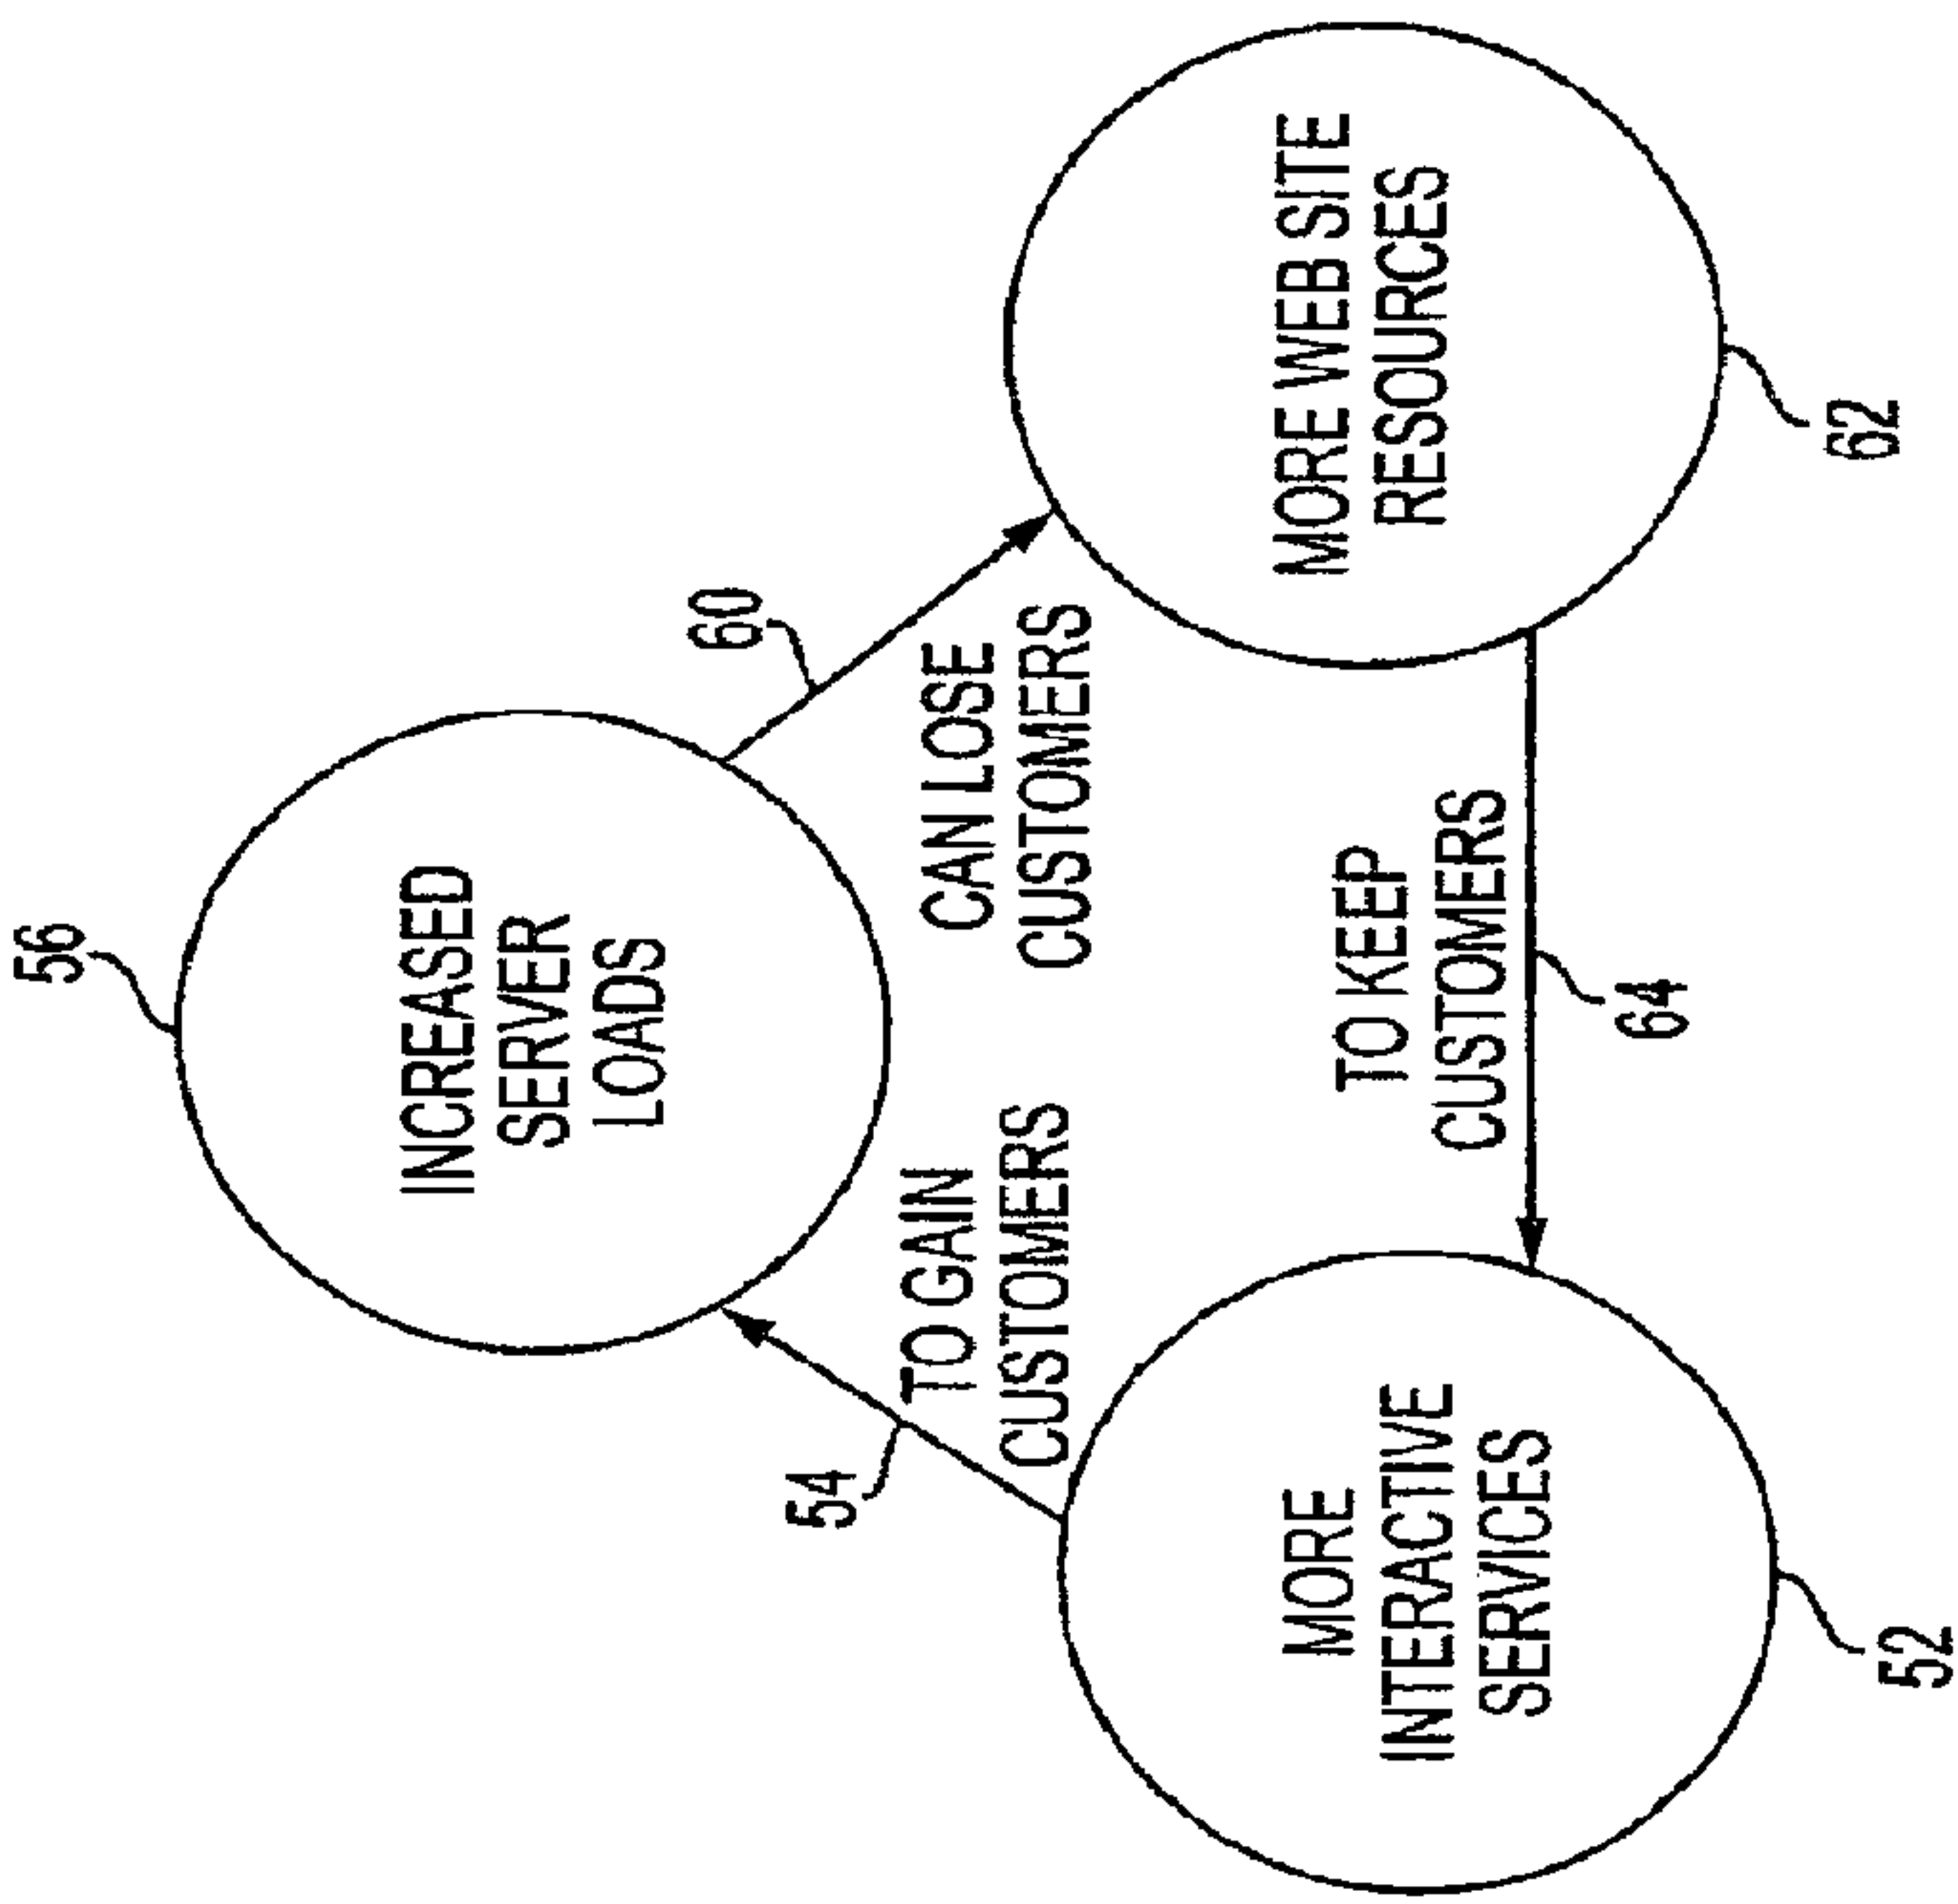 56
INCREASED
SERVER
LOADS
54
TO GAIN
CUSTOMERS
60
CAN LOSE
CUSTOMERS
MORE
INTERACTIVE
SERVICES
52
TO KEEP
CUSTOMERS
64
MORE WEB SITE
RESOURCES
62